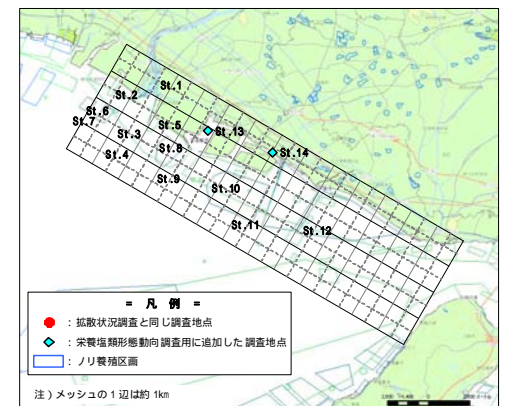 St.1
St.2
St.6
St.7
St.5
St.13
St.3
St.8
St.14
St.4
St.9
St.10
St.11
St.12
= 凡 例 =
：拡散状況調査と同じ調査地点
：栄養塩類形態動向調査用に追加した調査地点
：ノリ養殖区画
注）メッシュの1辺は約 1km